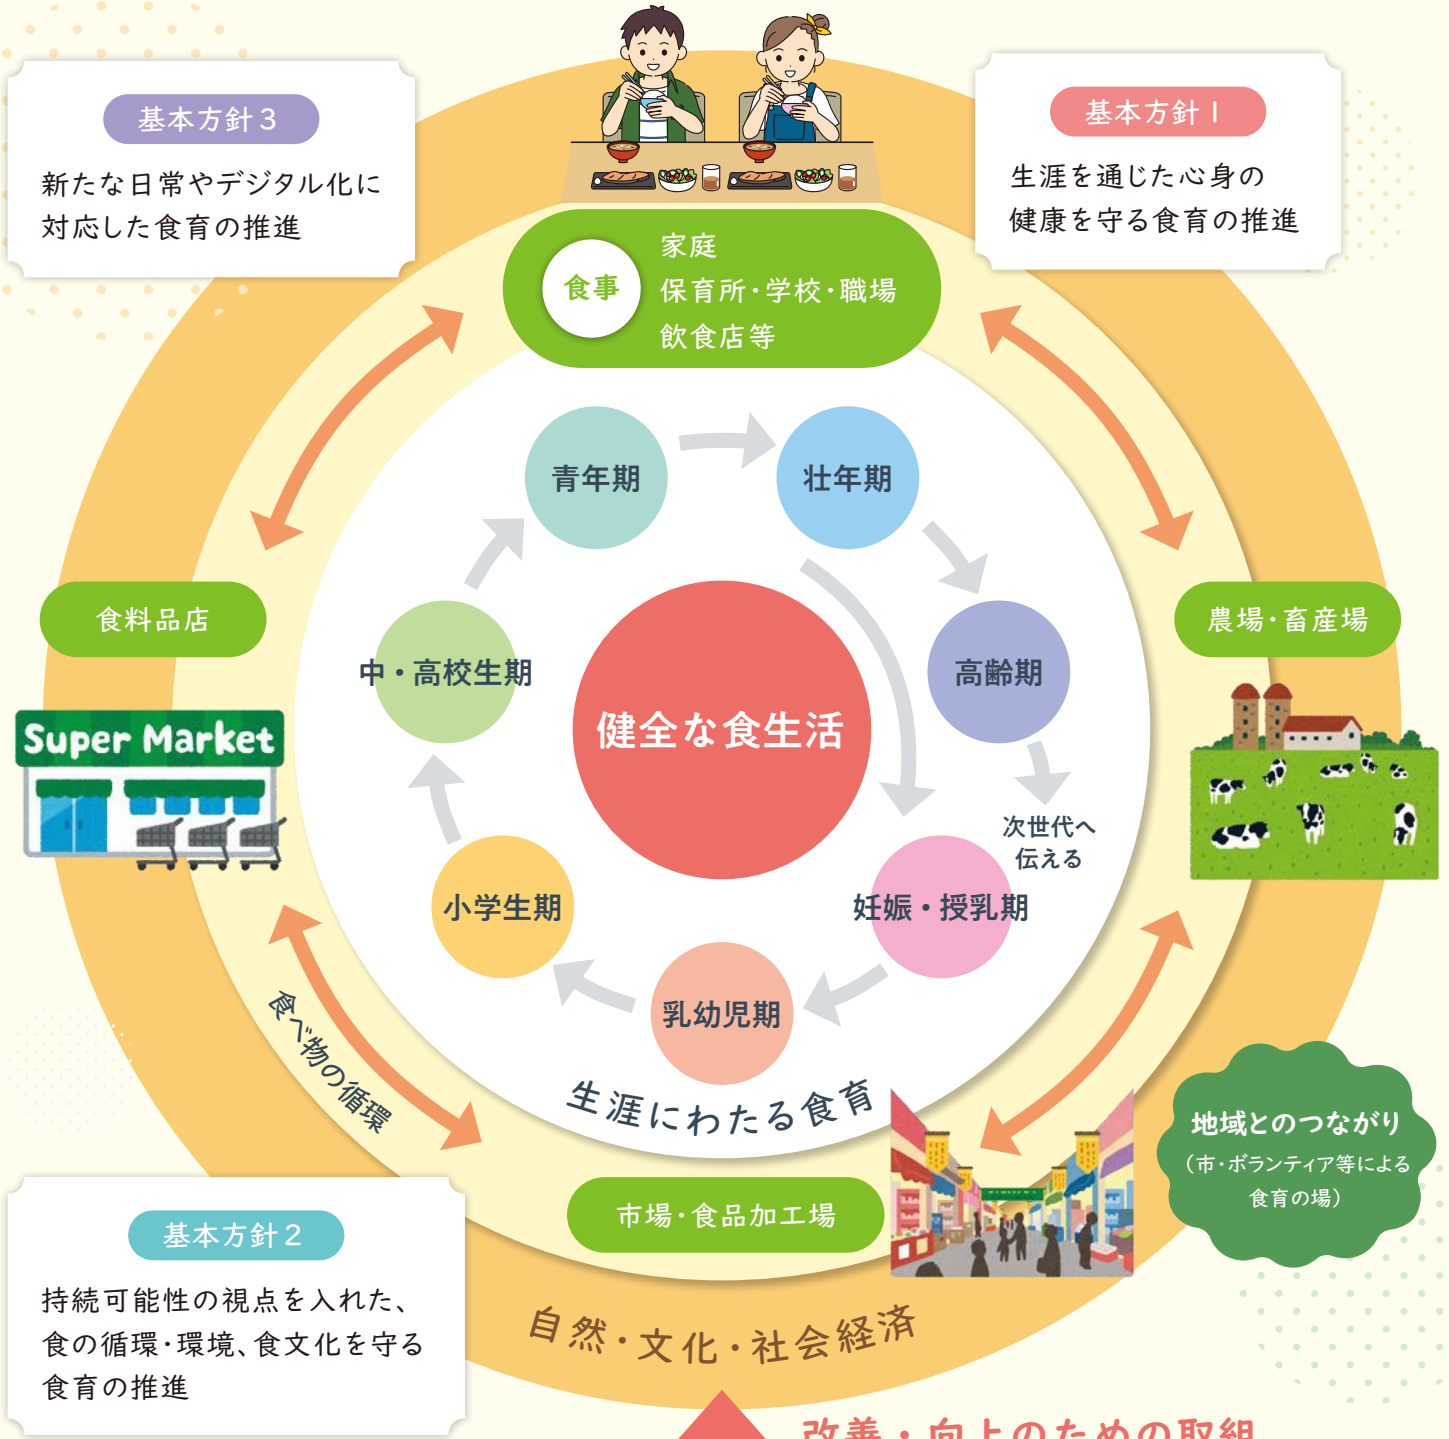 基本方針3
新たな日常やデジタル化に
対応した食育の推進
基本方針1
生涯を通じた心身の
健康を守る食育の推進
食事
家庭
保育所・学校・職場
飲食店等
青年期
壮年期
食料品店
農場・畜産場
中・高校生期
高齢期
健全な食生活
Super Market
次世代へ
伝える
小学生期
妊娠・授乳期
乳幼児期
食べ物の循環
生涯にわたる食育
地域とのつながり
(市・ボランティア等による
食育の場)
市場・食品加工場
基本方針2
持続可能性の視点を入れた、
食の循環・環境、食文化を守る
食育の推進
自然・文化・社会経済
改善・向上のための取組